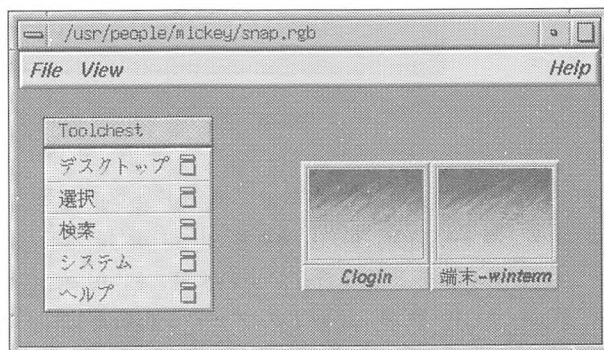 /usr/people/mickey/snap.rgb
File View Help
Toolchest
デスクトップ
選択
検索
システム
ヘルプ
Clogin
端末-winterm